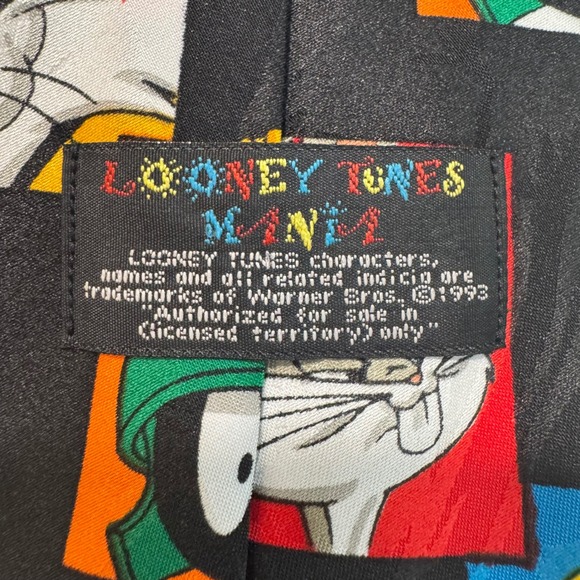 LOONEY TUNES
MANIA
LOONEY TUNES characters,
names and all related indicia are
trademarks of Warner Bros. ©1993
Authorized for sale in
(licensed territory) only"